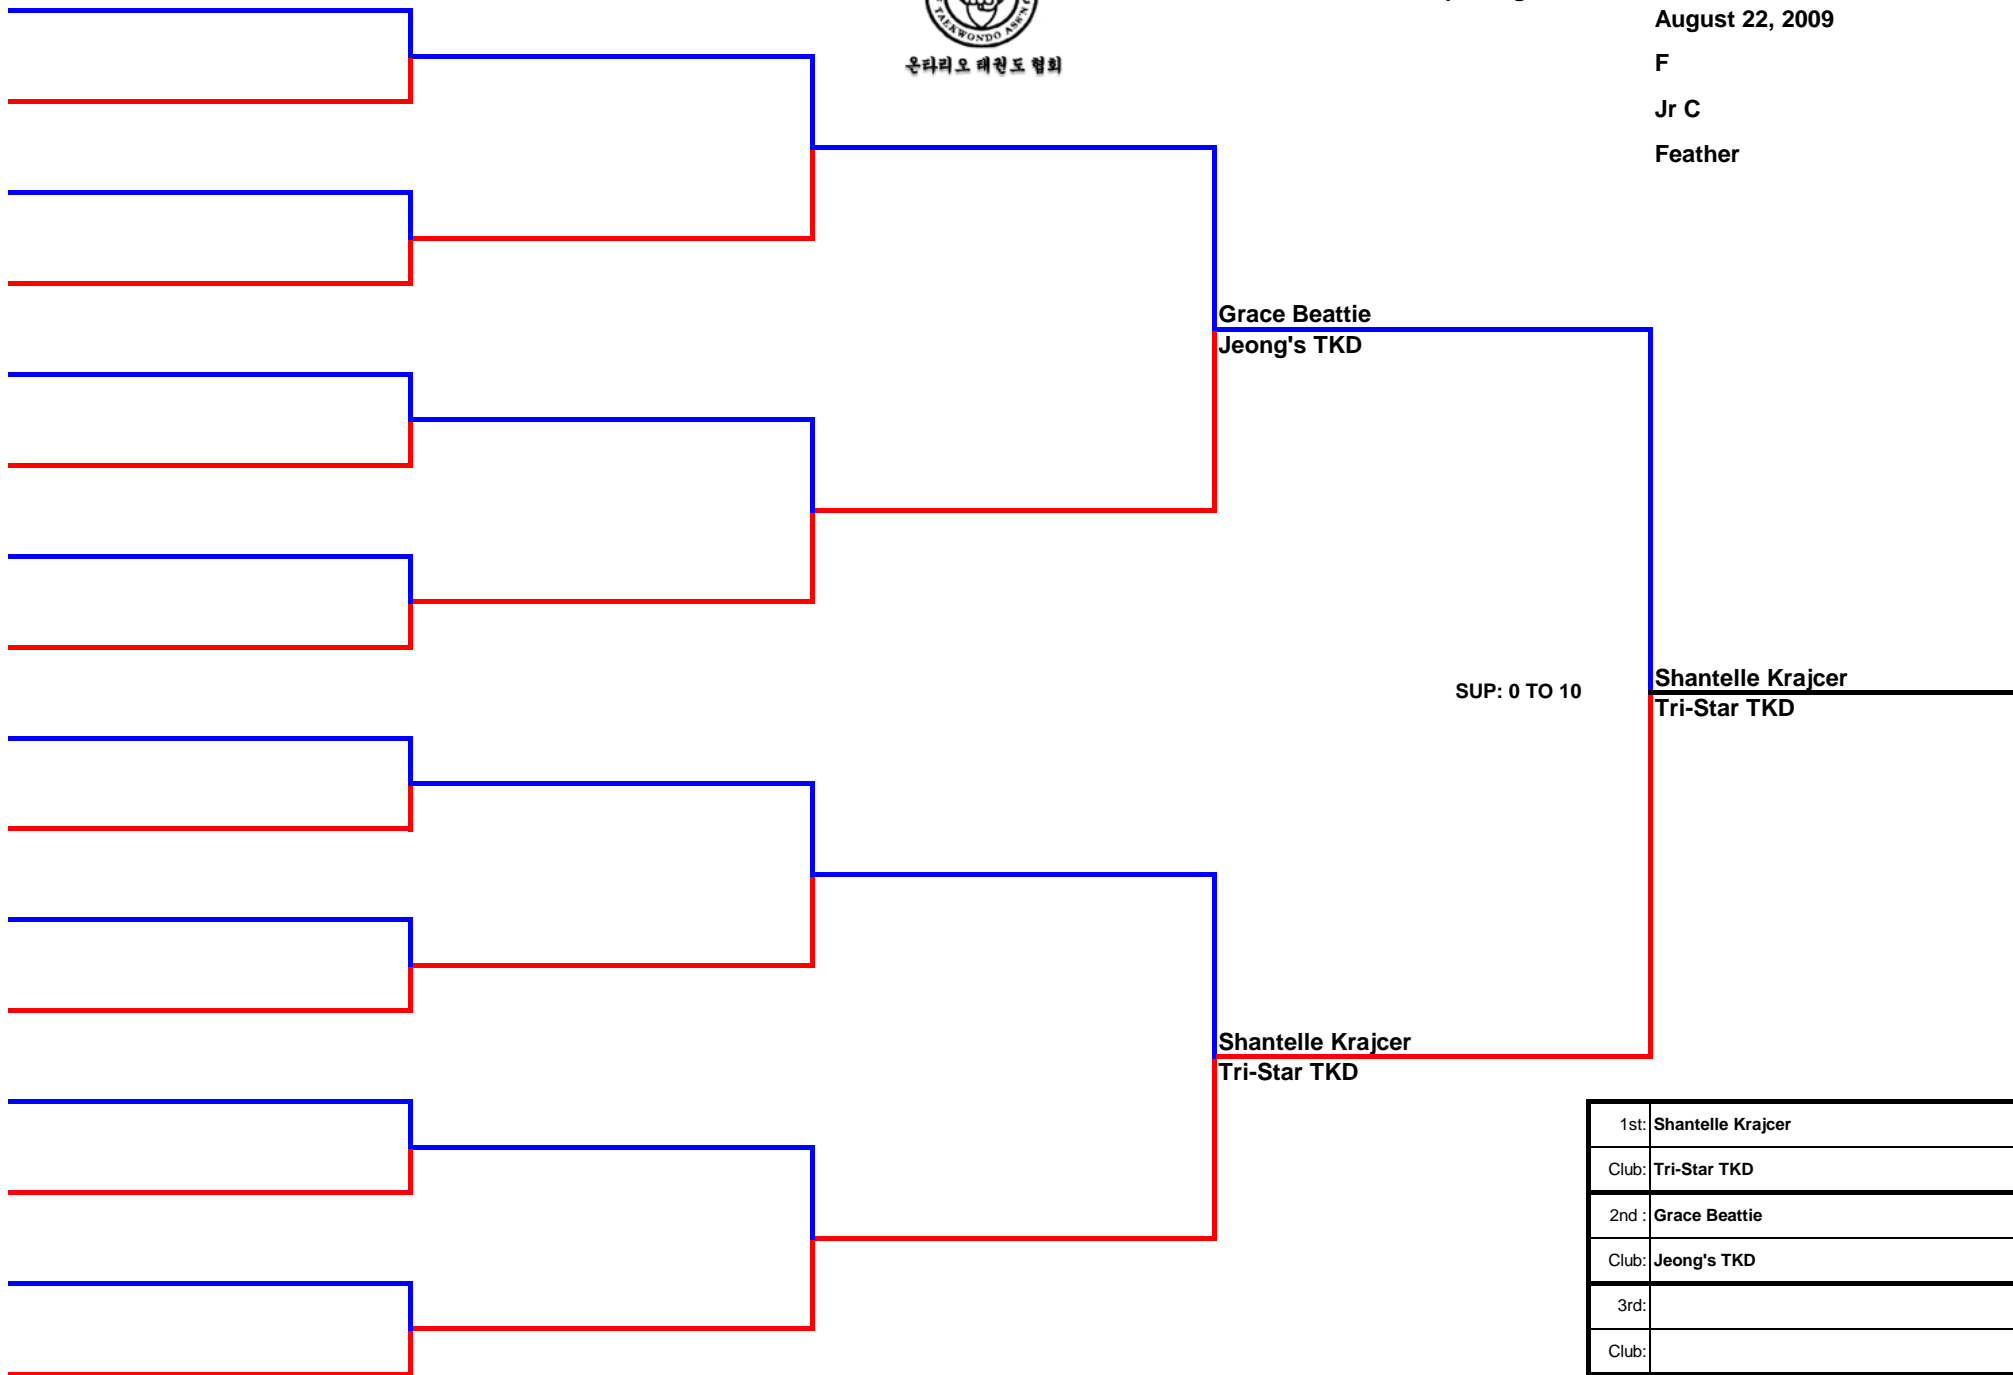 TAEKWONDO ASS'N
온타리오 태권도 협회
August 22, 2009
F
Jr C
Feather
Grace Beattie
Jeong's TKD
SUP: 0 TO 10
Shantelle Krajcer
Tri-Star TKD
Shantelle Krajcer
Tri-Star TKD
1st: Shantelle Krajcer
Club: Tri-Star TKD
2nd : Grace Beattie
Club: Jeong's TKD
3rd:
Club: